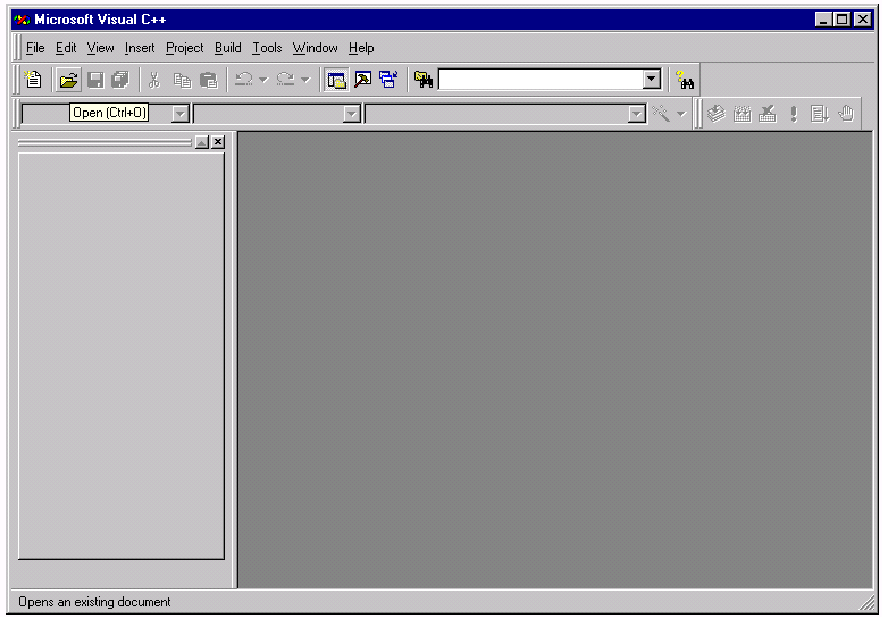 Microsoft Visual C++
File Edit View Insert Project Build Tools Window Help
Open (Ctrl+O)
Opens an existing document